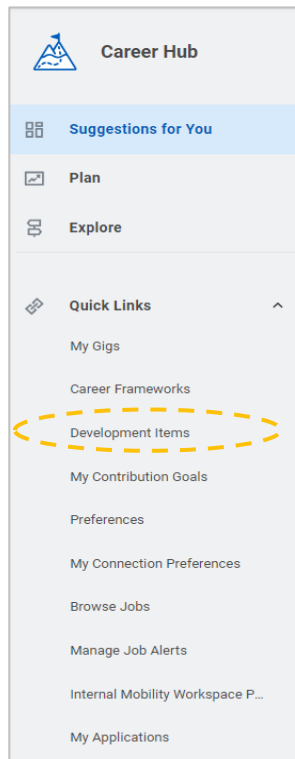 Career Hub
Suggestions for You
Plan
Explore
Quick Links
My Gigs
Career Frameworks
Development Items
My Contribution Goals
Preferences
My Connection Preferences
Browse Jobs
Manage Job Alerts
Internal Mobility Workspace P...
My Applications